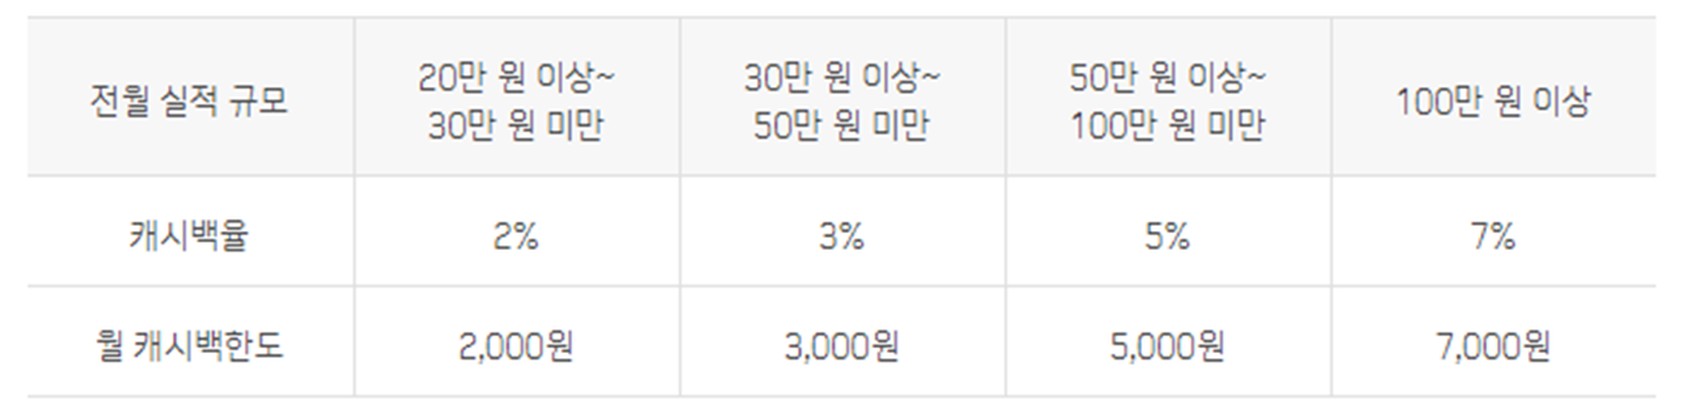 전월 실적 규모
20만 원 이상~
30만 원 미만
30만 원 이상~
50만 원 미만
50만 원 이상~
100만 원 미만
100만 원 이상
캐시백율
2%
3%
5%
7%
월 캐시백한도
2,000원
3,000원
5,000원
7,000원